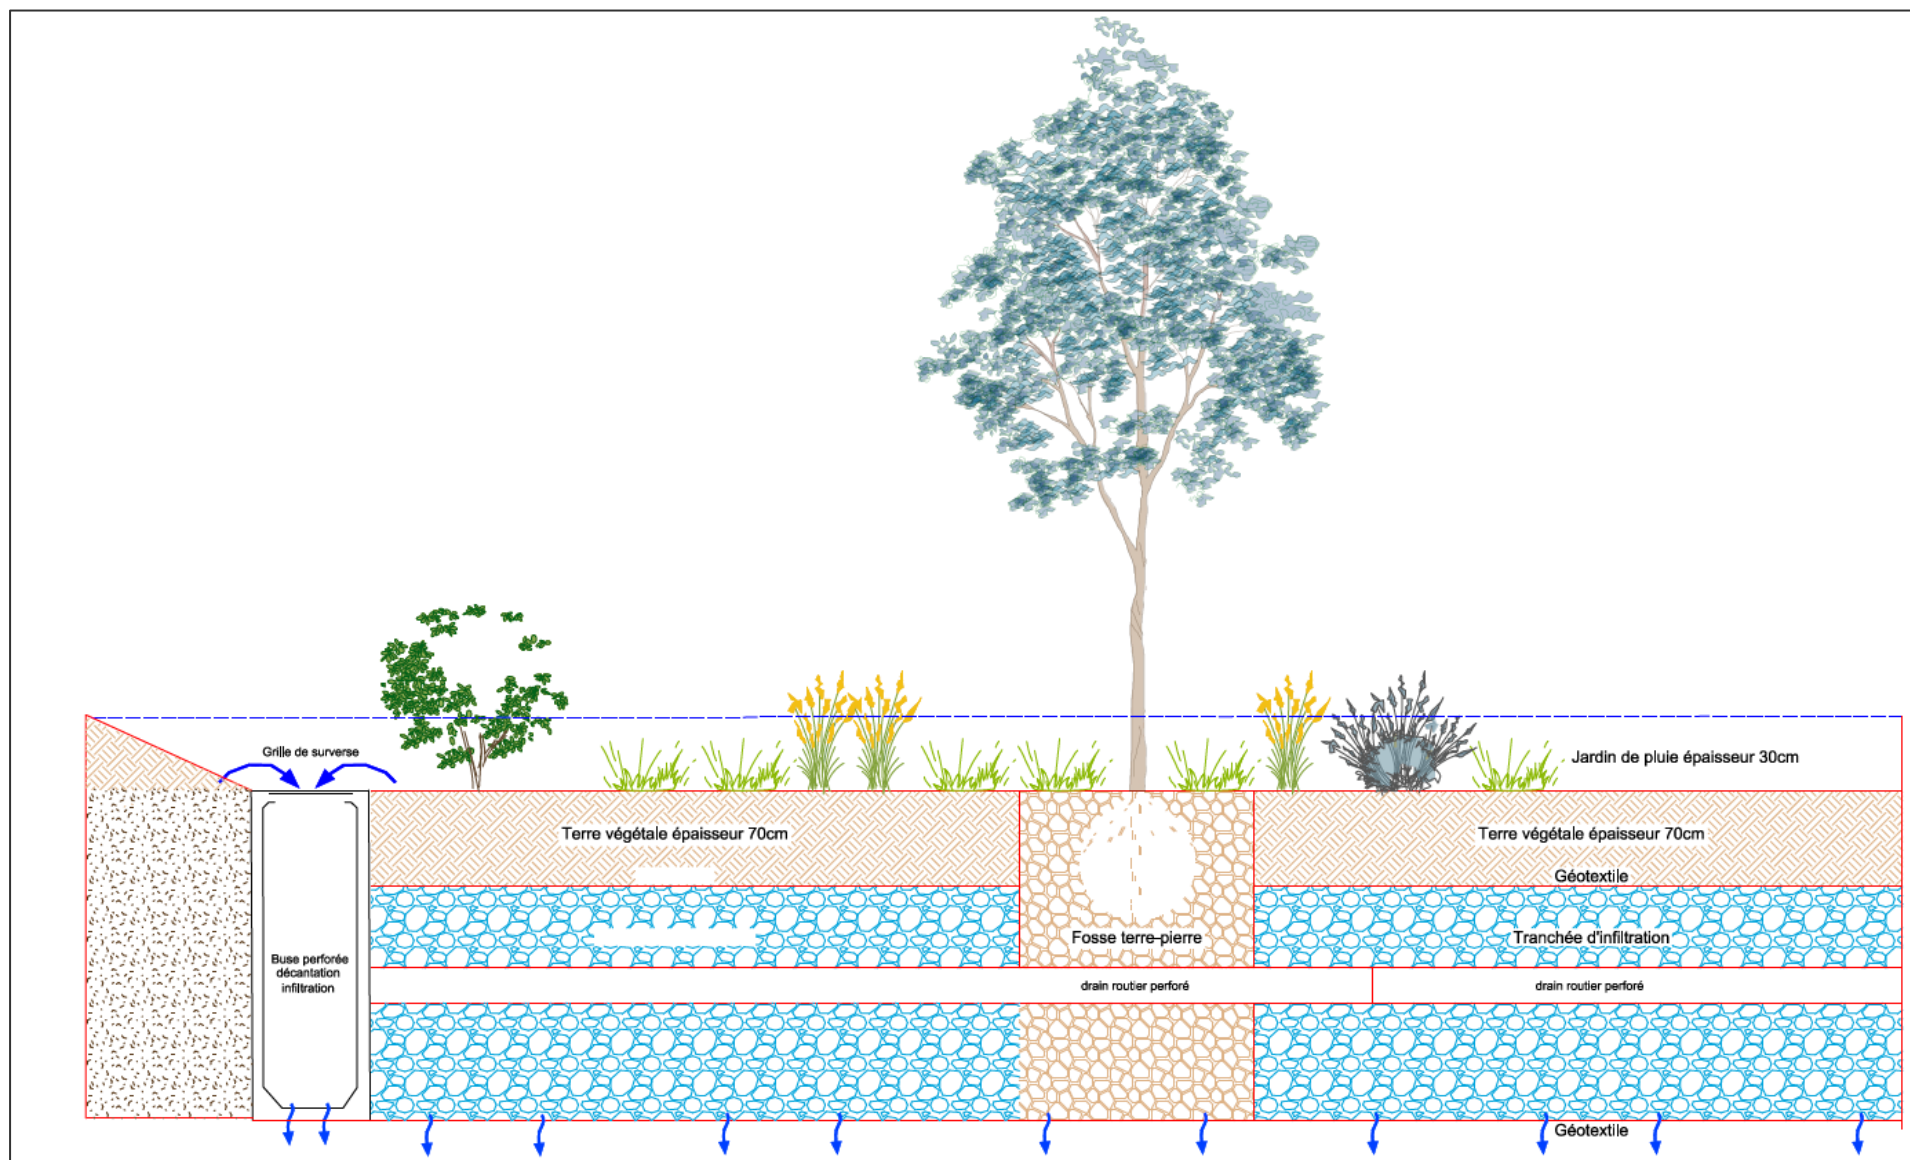 Grille de surverse
Jardin de pluie épaisseur 30cm
Terre végétale épaisseur 70cm
Terre végétale épaisseur 70cm
Géotextile
Fosse terre-pierre
Tranchée d'infiltration
Buse perforée
décantation
infiltration
drain routier perforé
drain routier perforé
Géotextile